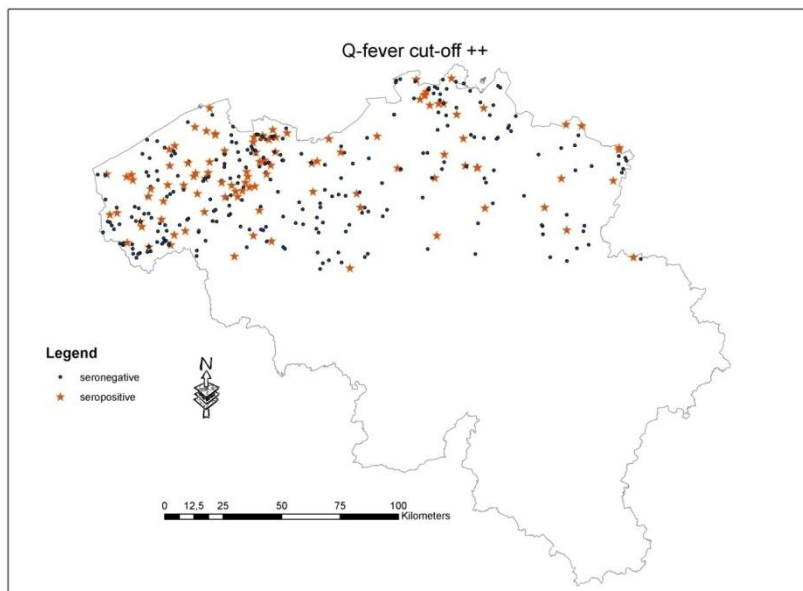 Q-fever cut-off ++
Legend
seronegative
seropositive
N
0 12,5 25 50 75 100
Kilometers